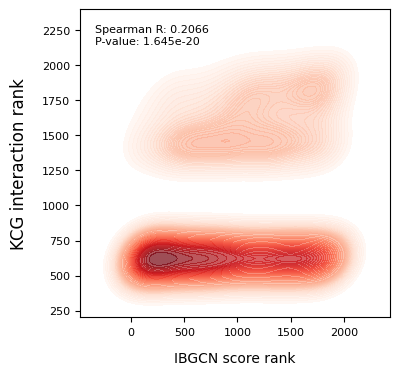 Spearman R: 0.2066
P-value: 1.645e-20
KCG interaction rank
2250
2000
1750
1500
1250
1000
750
500
250
0 500 1000 1500 2000
IBGCN score rank